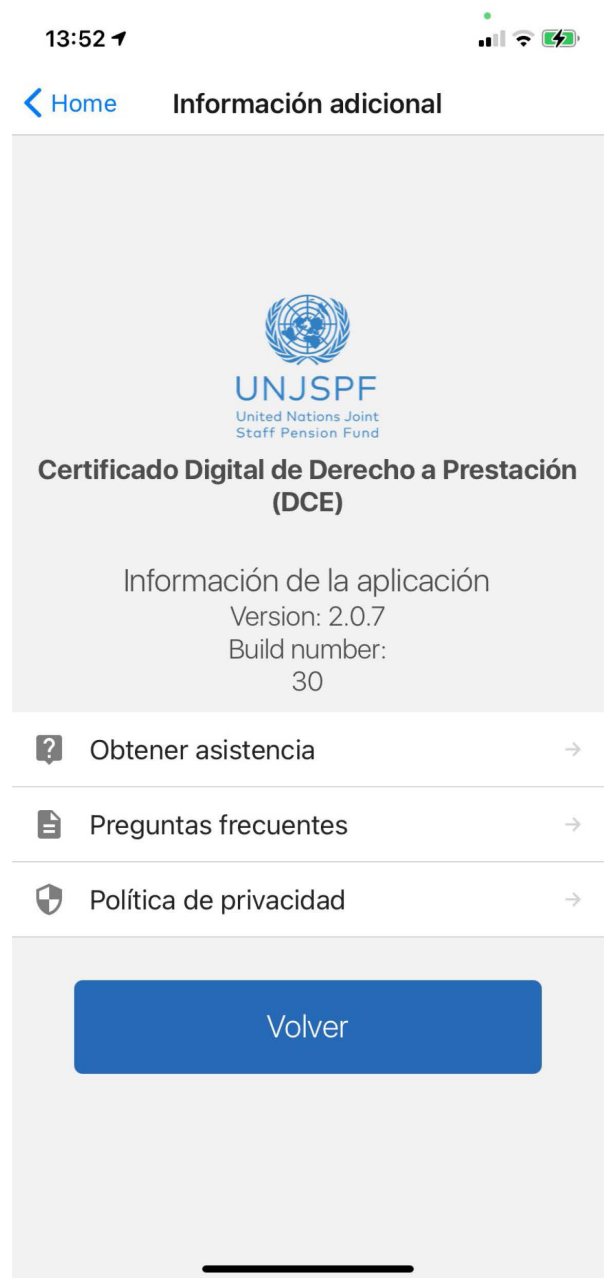 13:52
Home
Información adicional
UNJSPF
United Nations Joint
Staff Pension Fund
Certificado Digital de Derecho a Prestación
(DCE)
Información de la aplicación
Version: 2.0.7
Build number:
30
Obtener asistencia
Preguntas frecuentes
Política de privacidad
Volver